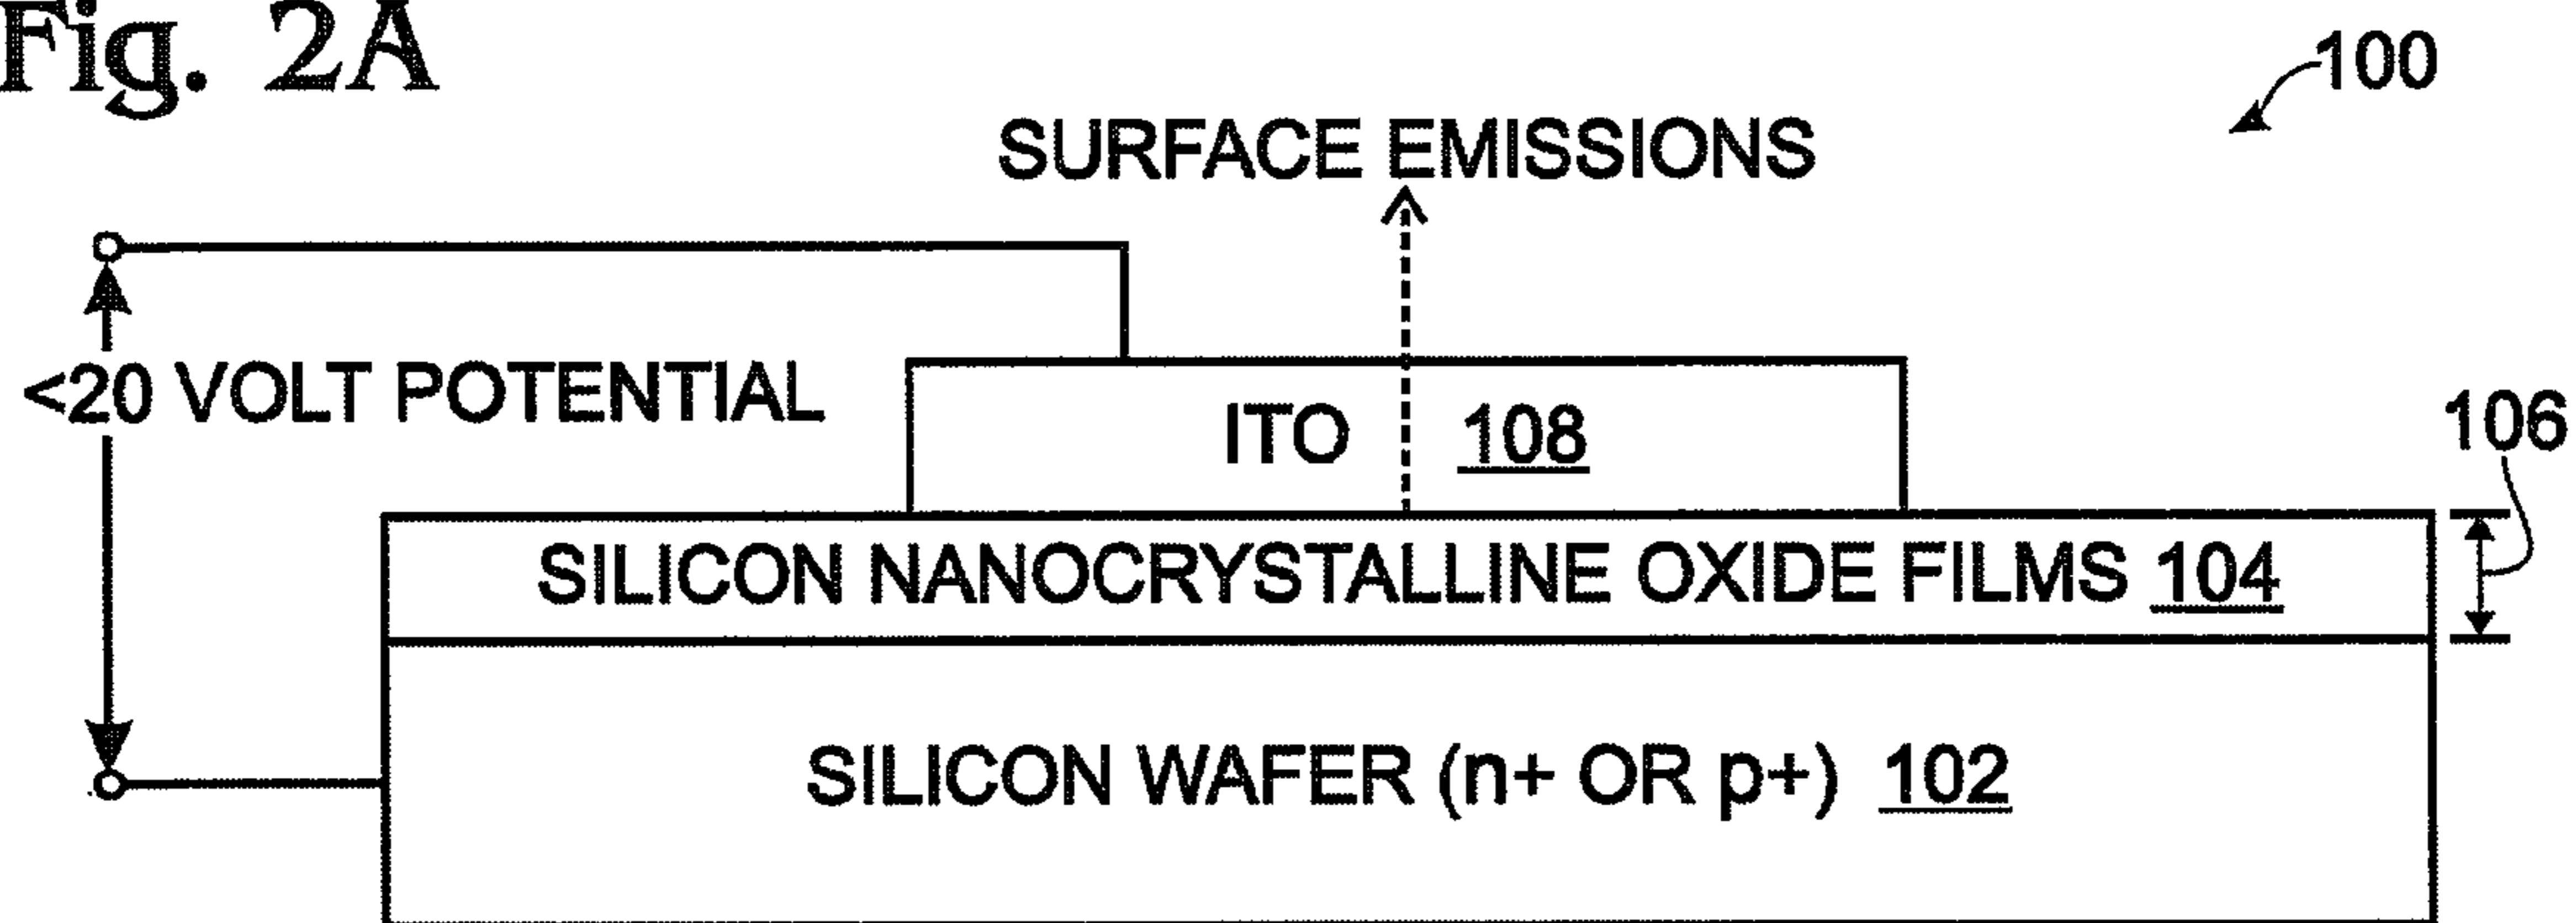 Fig. 2A
100
SURFACE EMISSIONS
<20 VOLT POTENTIAL
ITO 108
106
SILICON NANOCRYSTALLINE OXIDE FILMS 104
SILICON WAFER (n+ OR p+) 102